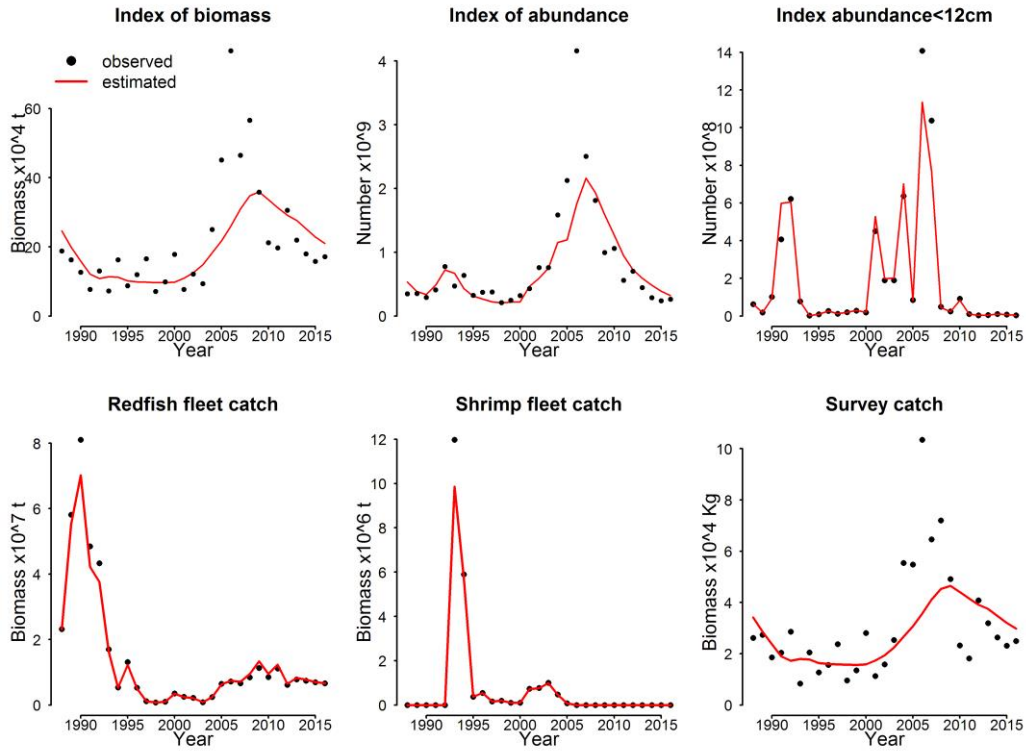 Index of biomass
observed
estimated
Biomass x10^4 t
60
40
20
0
1990 1995 2000 2005 2010 2015
Year
Index of abundance
Number x10^9
4
3
2
1
0
1990 1995 2000 2005 2010 2015
Year
Index abundance<12cm
Number x10^8
14
12
10
8
6
4
2
0
1990 1995 2000 2005 2010 2015
Year
Redfish fleet catch
Biomass x10^7 t
8
6
4
2
0
1990 1995 2000 2005 2010 2015
Year
Shrimp fleet catch
Biomass x10^6 t
12
10
8
6
4
2
0
1990 1995 2000 2005 2010 2015
Year
Survey catch
Biomass x10^4 Kg
10
8
6
4
2
0
1990 1995 2000 2005 2010 2015
Year